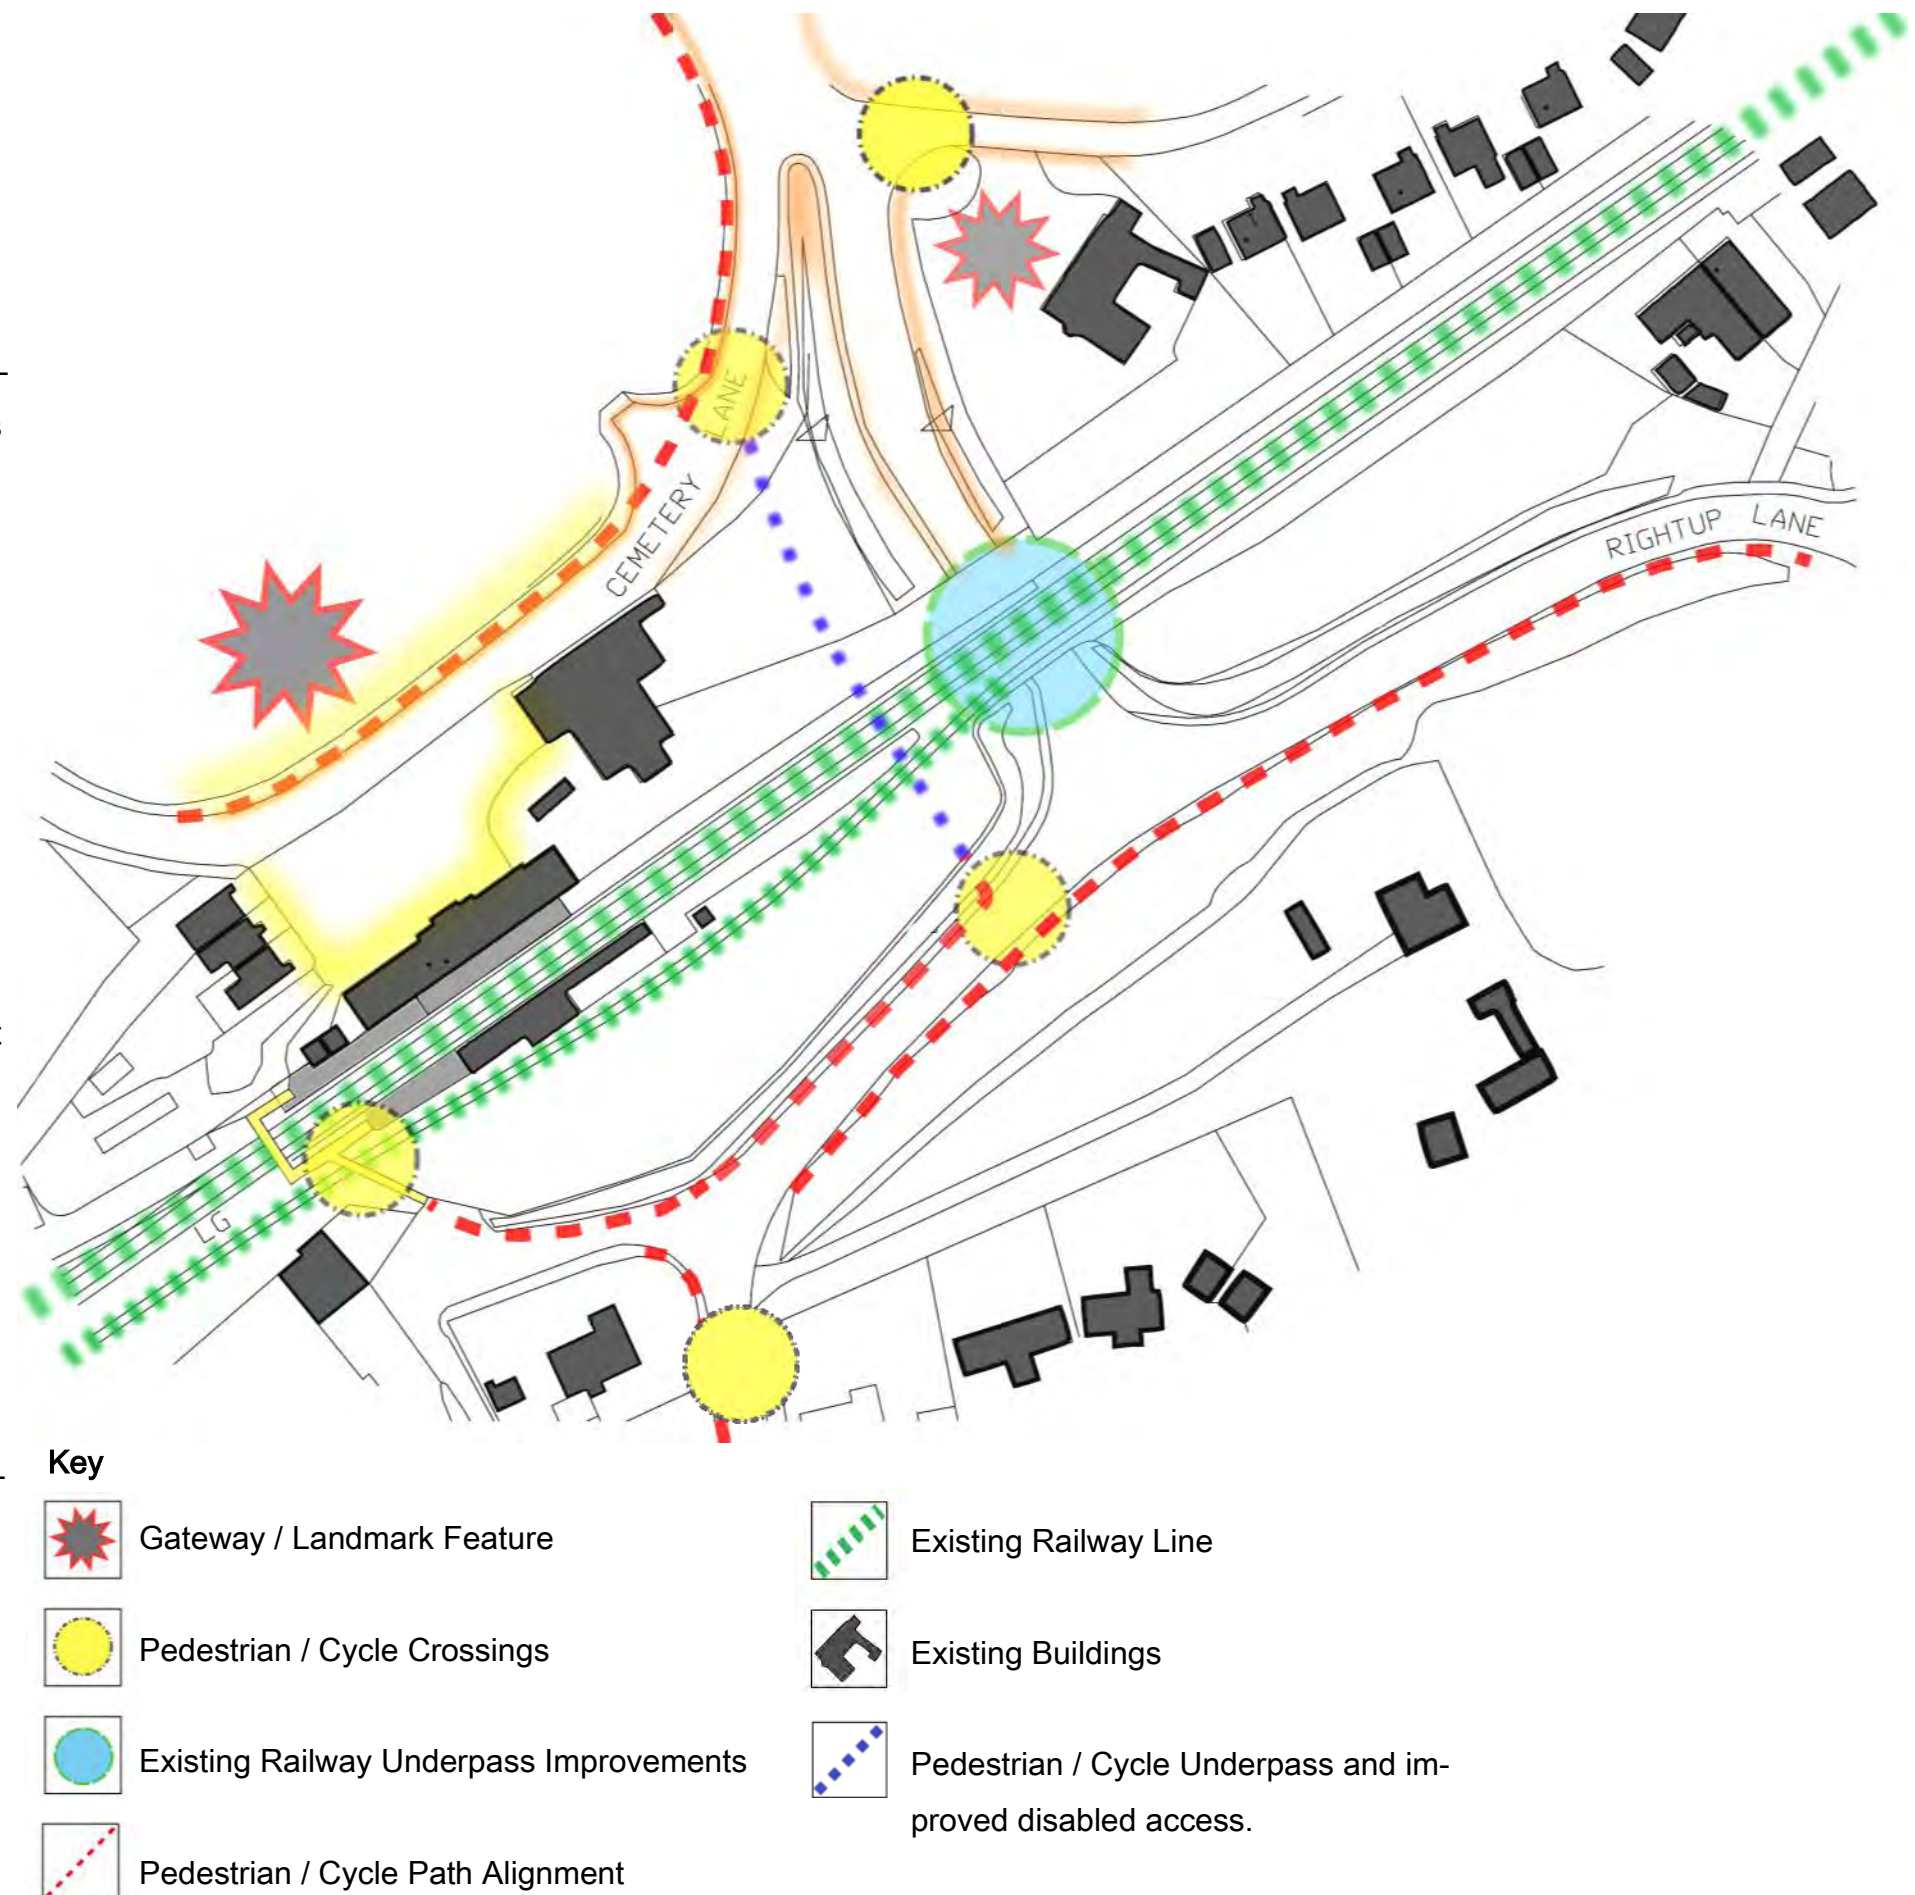 LANE
CEMETERY
RIGHTUP LANE
LG
Key
Gateway / Landmark Feature
Pedestrian / Cycle Crossings
Existing Railway Underpass Improvements
Pedestrian / Cycle Path Alignment
Existing Railway Line
Existing Buildings
Pedestrian / Cycle Underpass and im-
proved disabled access.